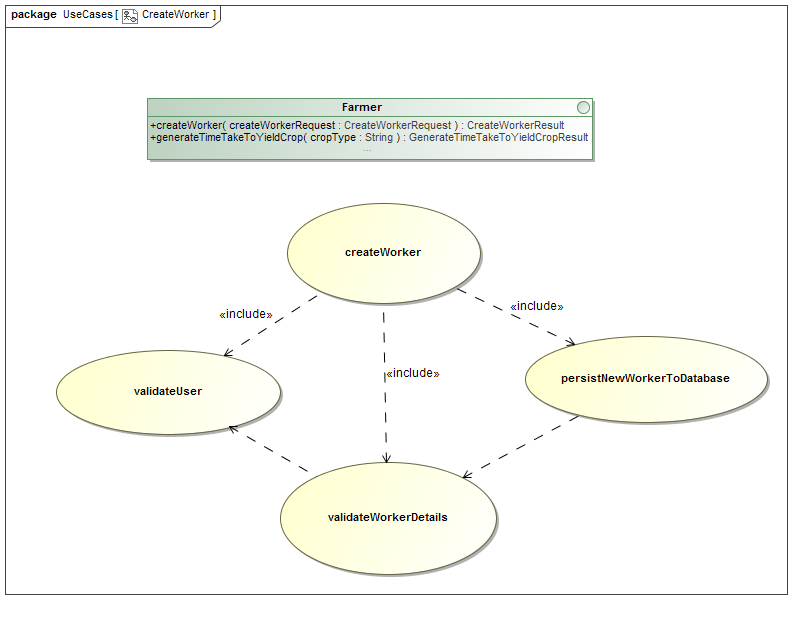 package UseCases [ CreateWorker ]
Farmer
+createWorker( createWorkerRequest : CreateWorkerRequest ) : CreateWorkerResult
+generateTimeTakeToYieldCrop( cropType : String ) : GenerateTimeTakeToYieldCropResult
...
createWorker
«include»
«include»
«include»
validateUser
persistNewWorkerToDatabase
validateWorkerDetails